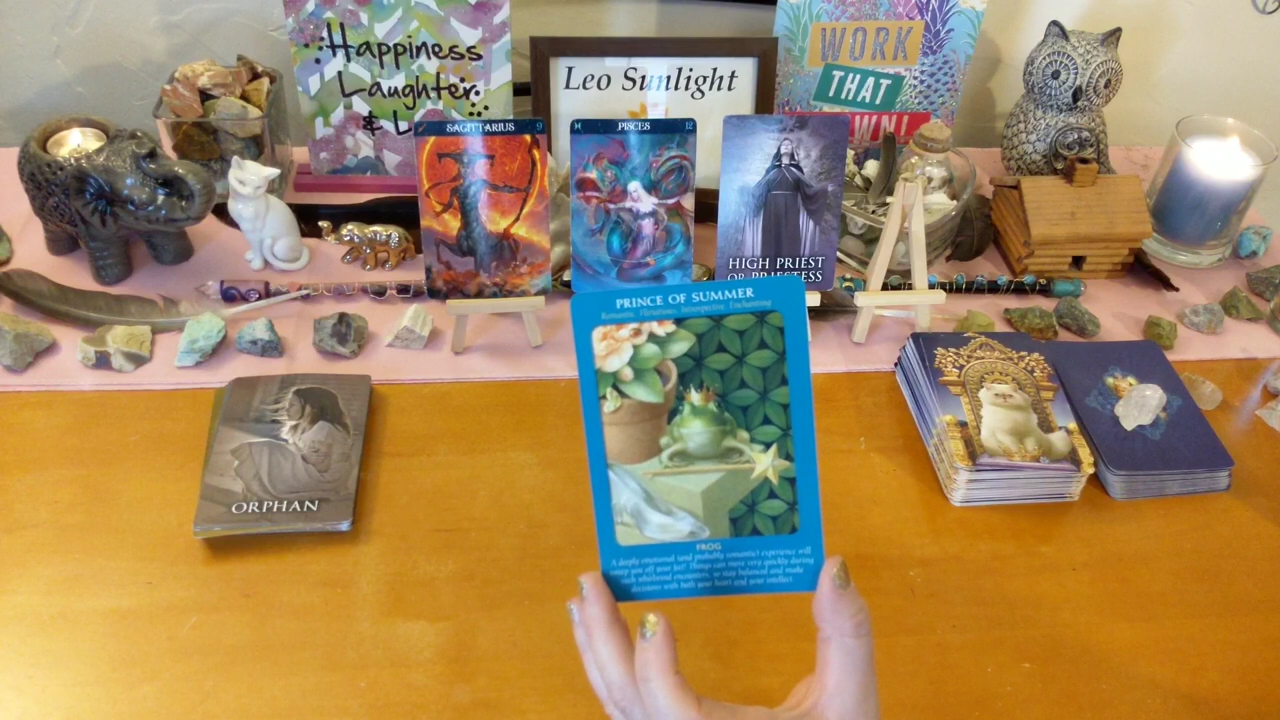 Happiness
Laughter
& L
Leo Sunlight
WORK
THAT
WN!
SAGITTARIUS 9
PISCES 12
HIGH PRIEST
OR PRIESTESS
PRINCE OF SUMMER
Romantic, Flirtatious, Introspective, Enchanting
FROG
A deeply emotional (and probably romantic) experience will
sweep you off your feet! Things can move very quickly during
such whirlwind encounters, so stay balanced and make
decisions with both your heart and your intellect
ORPHAN